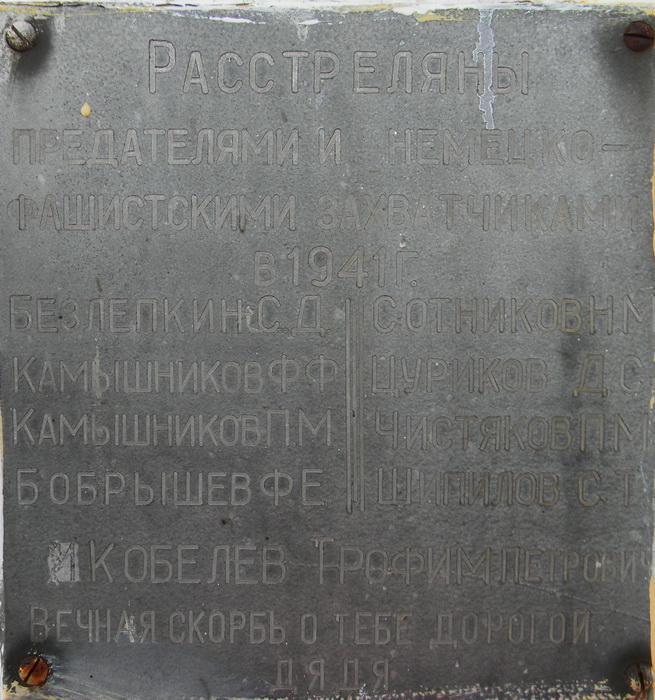 РАССТРЕЛЯНЫ
ПРЕДАТЕЛЯМИ И НЕМЕЦКО-
ФАШИСТСКИМИ ЗАХВАТЧИКАМИ
В 1941 Г.
БЕЗЛЕПКИН С. Д. СОТНИКОВ Н. М
КАМЫШНИКОВ Ф Ф ЦУРИКОВ Д С
КАМЫШНИКОВ П. М ЧИСТЯКОВ П. М
БОБРЫШЕВ Ф Е ШИПИЛОВ С. Т.
И КОБЕЛЕВ ТРОФИМ ПЕТРОВИЧ
ВЕЧНАЯ СКОРБЬ О ТЕБЕ ДОРОГОЙ
ДЯДЯ